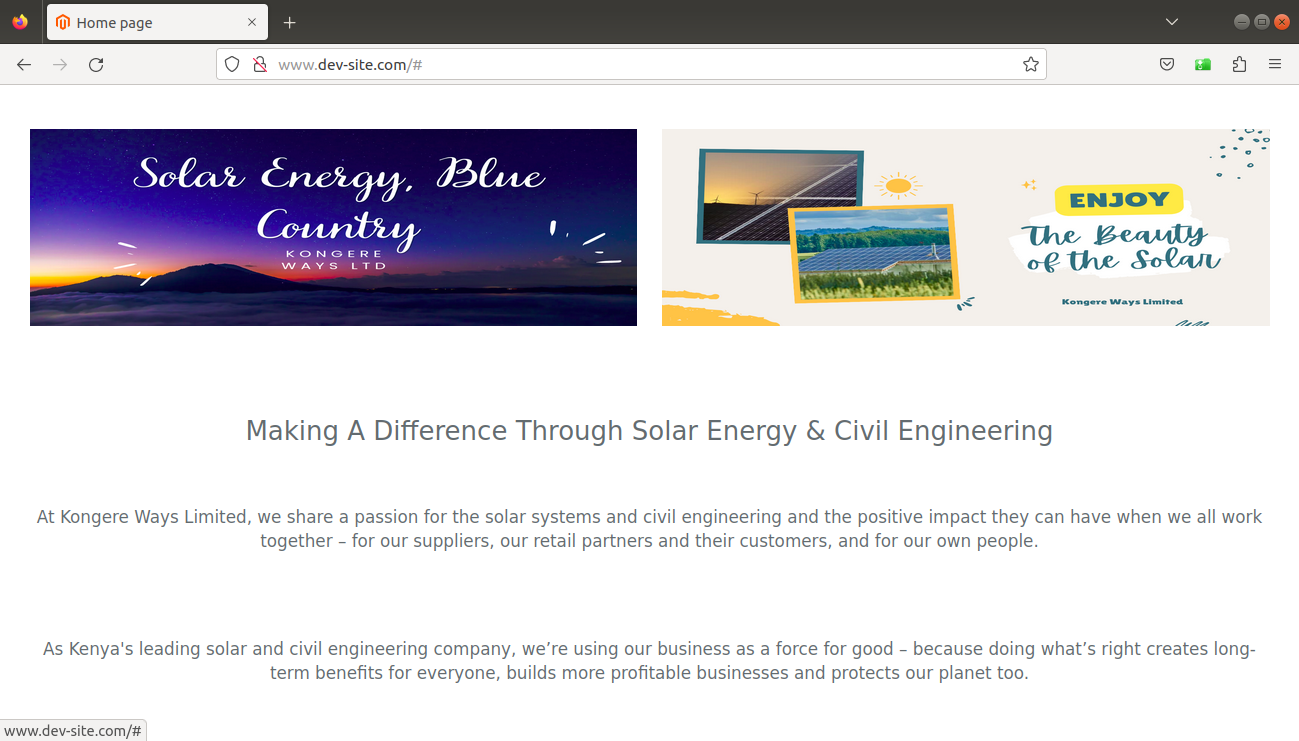 Home page
www.dev-site.com/#
Solar Energy, Blue
Country
KONGERE
WAYS LTD
ENJOY
The Beauty
of the Solar
Kongere Ways Limited
Making A Difference Through Solar Energy & Civil Engineering
At Kongere Ways Limited, we share a passion for the solar systems and civil engineering and the positive impact they can have when we all work
together – for our suppliers, our retail partners and their customers, and for our own people.
As Kenya's leading solar and civil engineering company, we’re using our business as a force for good – because doing what’s right creates long-
term benefits for everyone, builds more profitable businesses and protects our planet too.
www.dev-site.com/#